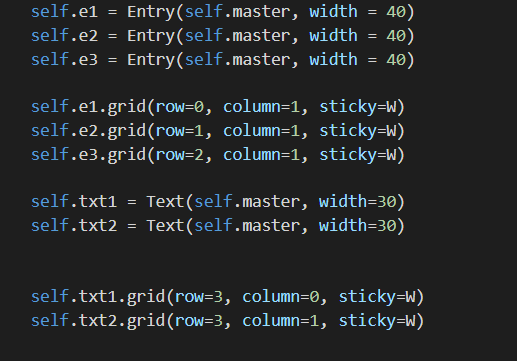 self.e1 = Entry(self.master, width = 40)
self.e2 = Entry(self.master, width = 40)
self.e3 = Entry(self.master, width = 40)
self.e1.grid(row=0, column=1, sticky=W)
self.e2.grid(row=1, column=1, sticky=W)
self.e3.grid(row=2, column=1, sticky=W)
self.txt1 = Text(self.master, width=30)
self.txt2 = Text(self.master, width=30)
self.txt1.grid(row=3, column=0, sticky=W)
self.txt2.grid(row=3, column=1, sticky=W)